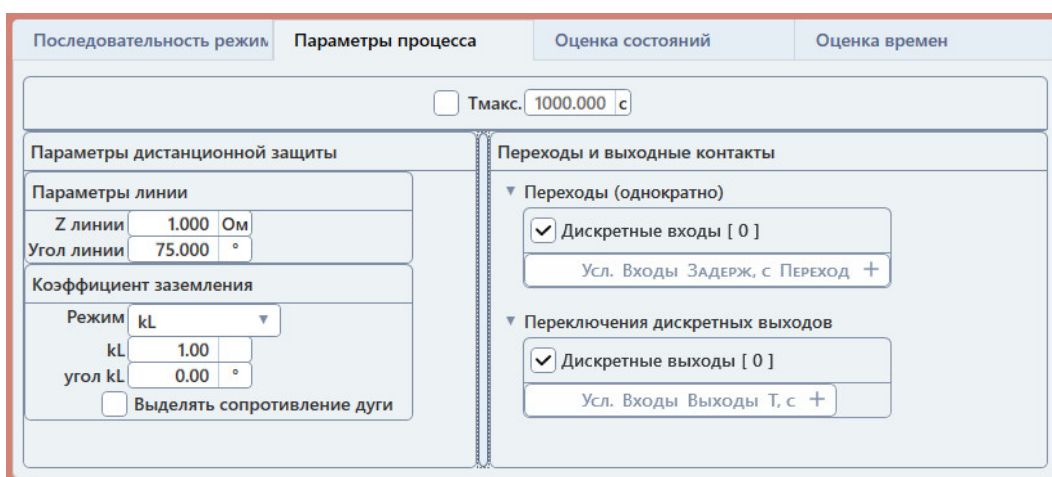 Последовательность режим Параметры процесса Оценка состояний Оценка времен
Tмакс. 1000.000 с
Параметры дистанционной защиты
Параметры линии
Z линии 1.000 Ом
Угол линии 75.000 °
Коэффициент заземления
Режим kL
kL 1.00
угол kL 0.00 °
Выделять сопротивление дуги
Переходы и выходные контакты
Переходы (однократно)
Дискретные входы [ 0 ]
Усл. Входы Задерж, с Переход +
Переключения дискретных выходов
Дискретные выходы [ 0 ]
Усл. Входы Выходы T, с +